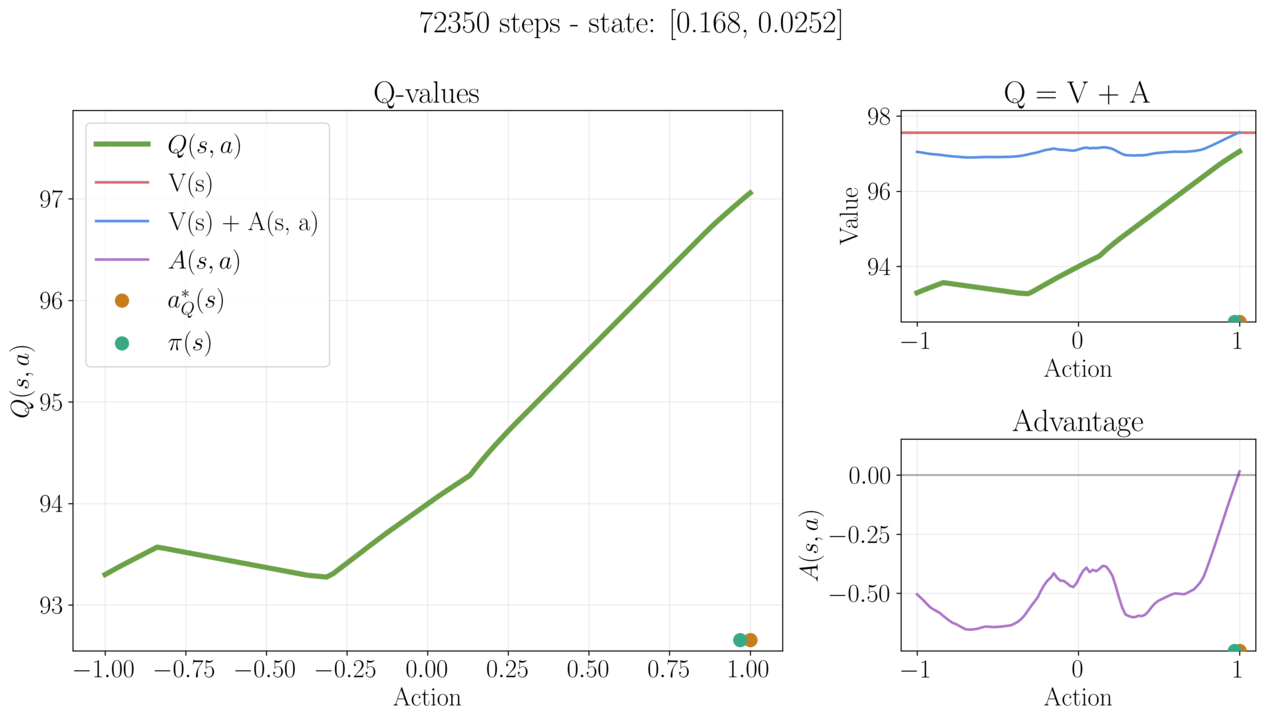 72350 steps - state: [0.168, 0.0252]
Q-values
Q(s, a)
97
96
95
94
93
Q(s, a)
V(s)
V(s) + A(s, a)
A(s, a)
a*_Q(s)
π(s)
−1.00 −0.75 −0.50 −0.25 0.00 0.25 0.50 0.75 1.00
Action
Q = V + A
Value
98
96
94
−1 0 1
Action
Advantage
A(s, a)
0.00
−0.25
−0.50
−1 0 1
Action